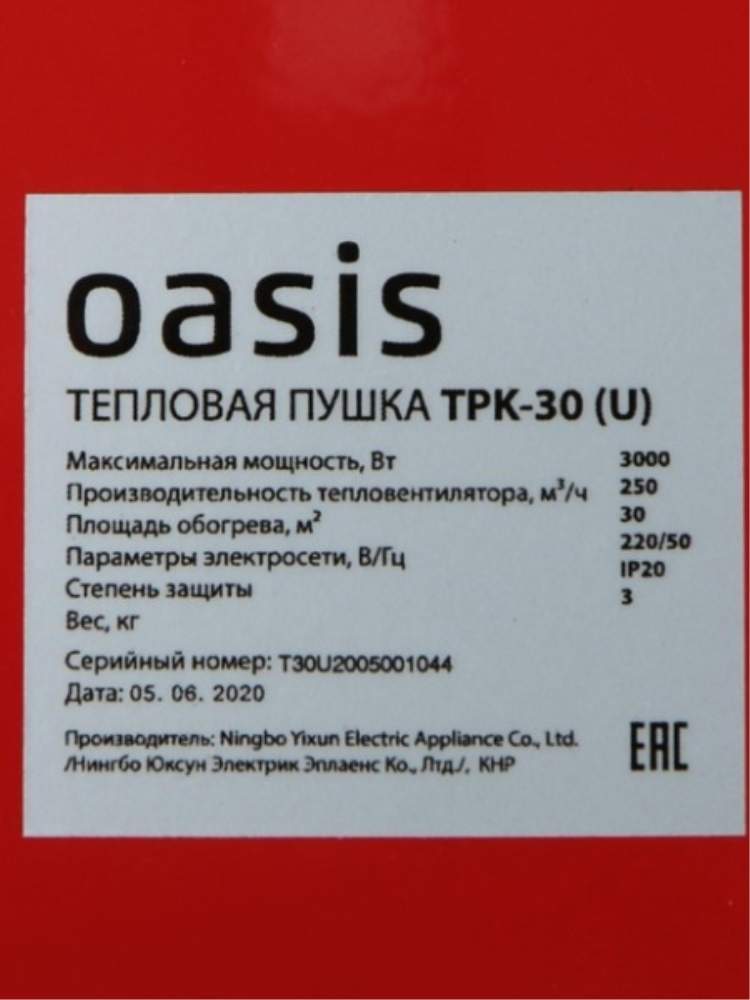 oasis
ТЕПЛОВАЯ ПУШКА ТРК-30 (U)
Максимальная мощность, Вт 3000
Производительность тепловентилятора, м³/ч 250
Площадь обогрева, м² 30
Параметры электросети, В/Гц 220/50
Степень защиты IP20
Вес, кг 3
Серийный номер: T30U2005001044
Дата: 05. 06. 2020
Производитель: Ningbo Yixun Electric Appliance Co., Ltd.
/Нингбо Юксун Электрик Эплаенс Ко., Лтд./, КНР
EAC